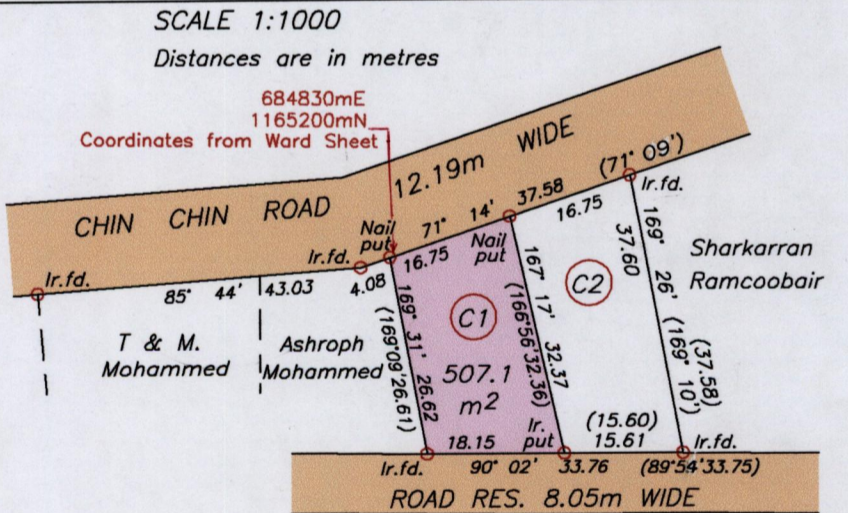 SCALE 1:1000
Distances are in metres
684830mE
1165200mN
Coordinates from Ward Sheet
12.19m WIDE
CHIN CHIN ROAD
(71° 09')
37.58
71° 14'
16.75
16.75
Nail
put
Nail
put
Ir.fd.
Ir.fd.
Ir.fd.
4.08
85° 44' 43.03
T & M.
Mohammed
Ashroph
Mohammed
169° 31' 26.62
(169°09'26.61)
C1
507.1
m2
167° 17' 32.37
(166°56'32.36)
C2
37.60
169° 26' (169° 10')
(37.58)
Sharkarran
Ramcoobair
18.15
Ir.
put
(15.60)
15.61
Ir.fd.
Ir.fd.
90° 02' 33.76 (89°54'33.75)
ROAD RES. 8.05m WIDE